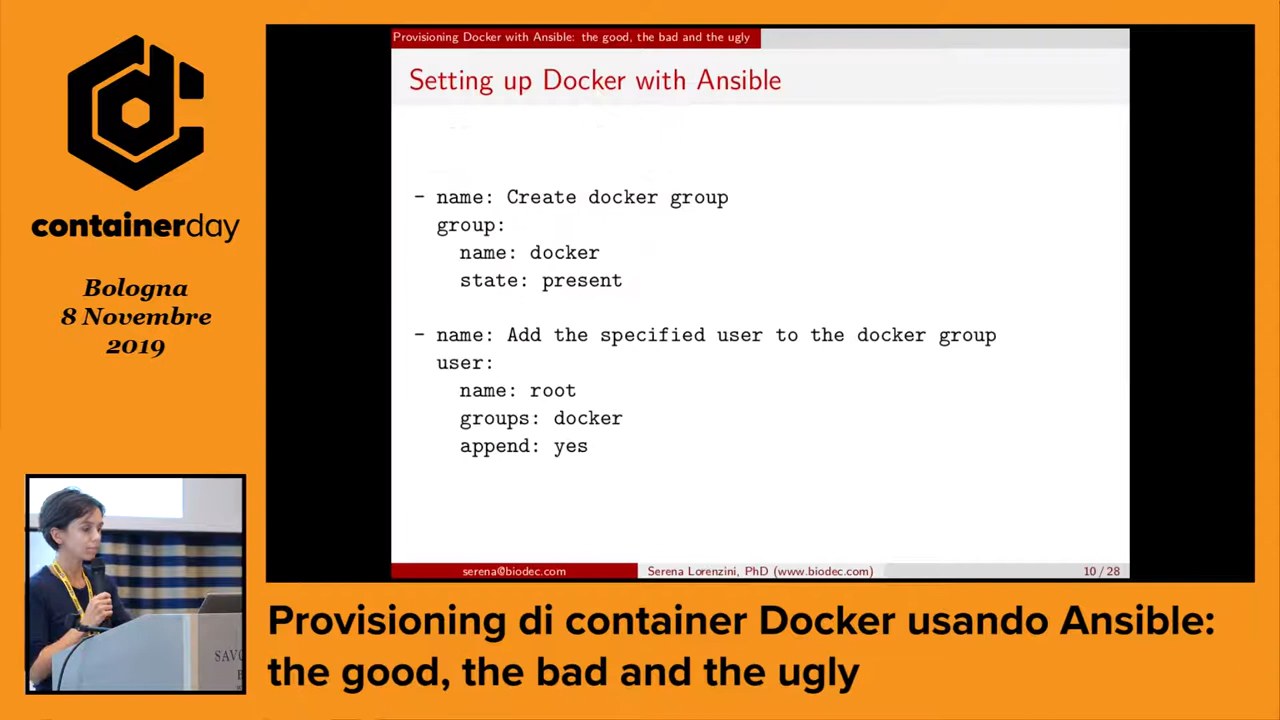 containerday
Bologna
8 Novembre
2019
Provisioning Docker with Ansible: the good, the bad and the ugly
Setting up Docker with Ansible
- name: Create docker group
group:
name: docker
state: present
- name: Add the specified user to the docker group
user:
name: root
groups: docker
append: yes
serena@biodec.com
Serena Lorenzini, PhD (www.biodec.com)
10 / 28
SAVO
Provisioning di container Docker usando Ansible:
the good, the bad and the ugly